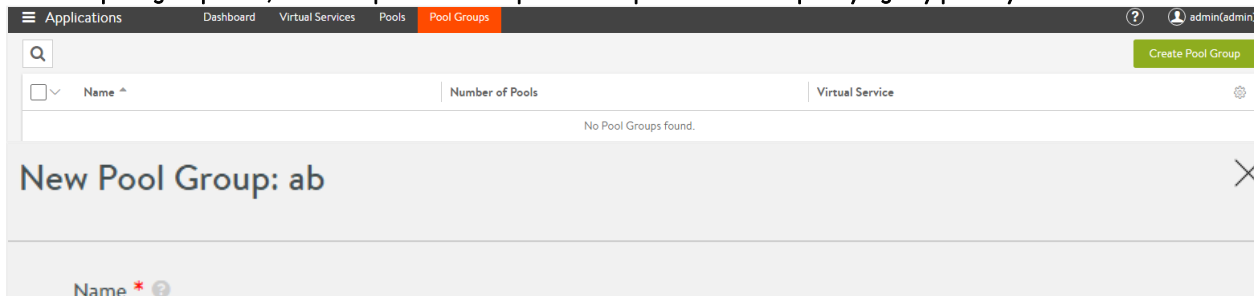 Applications Dashboard Virtual Services Pools Pool Groups ? admin(admin)
Create Pool Group
Name Number of Pools Virtual Service
No Pool Groups found.
New Pool Group: ab
Name * ?